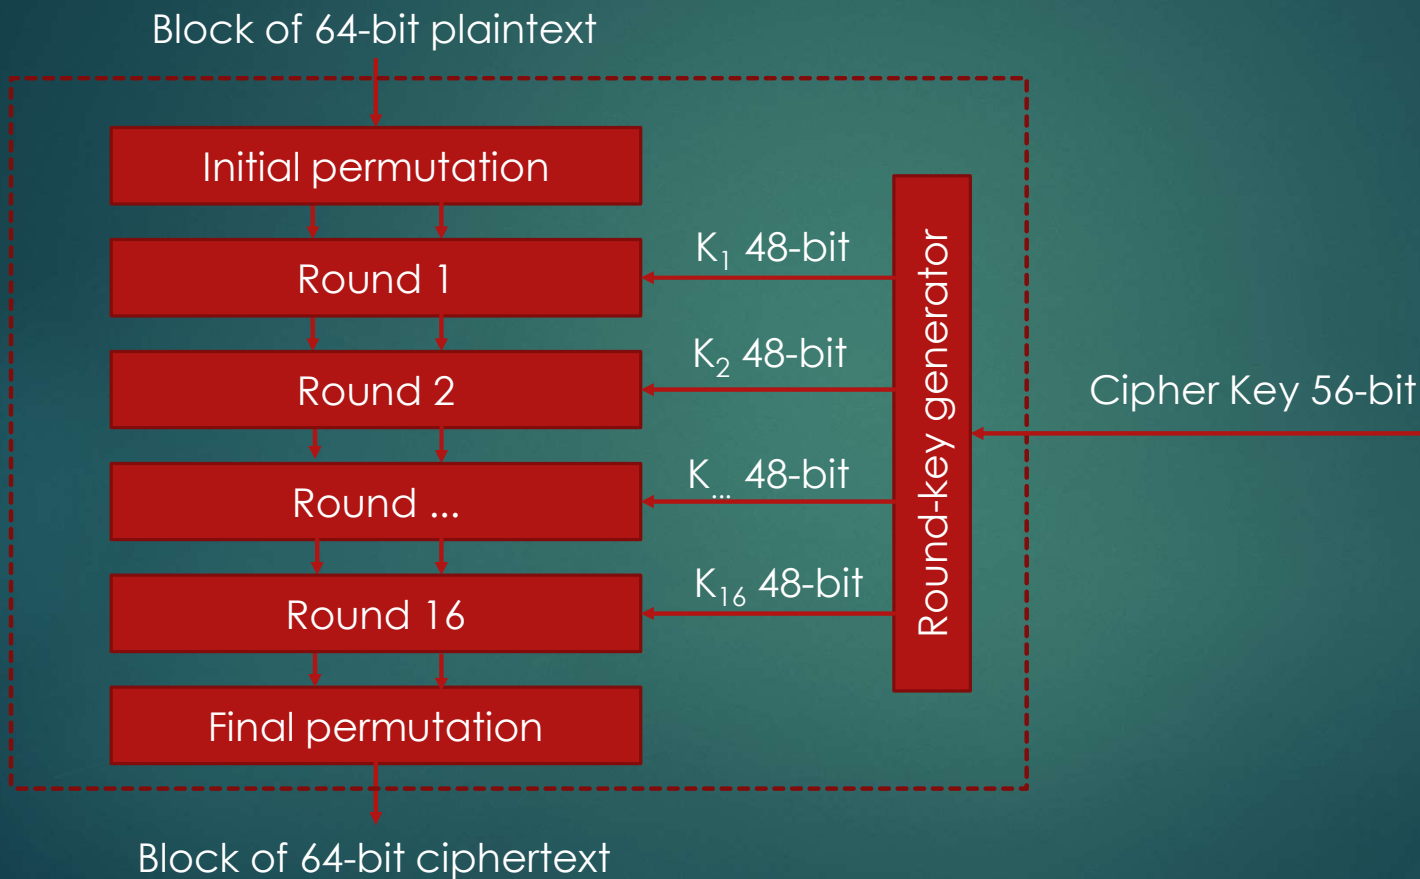 Block of 64-bit plaintext
Initial permutation
Round 1
K₁ 48-bit
Round 2
K₂ 48-bit
Round ...
K... 48-bit
Round 16
K₁₆ 48-bit
Final permutation
Round-key generator
Cipher Key 56-bit
Block of 64-bit ciphertext